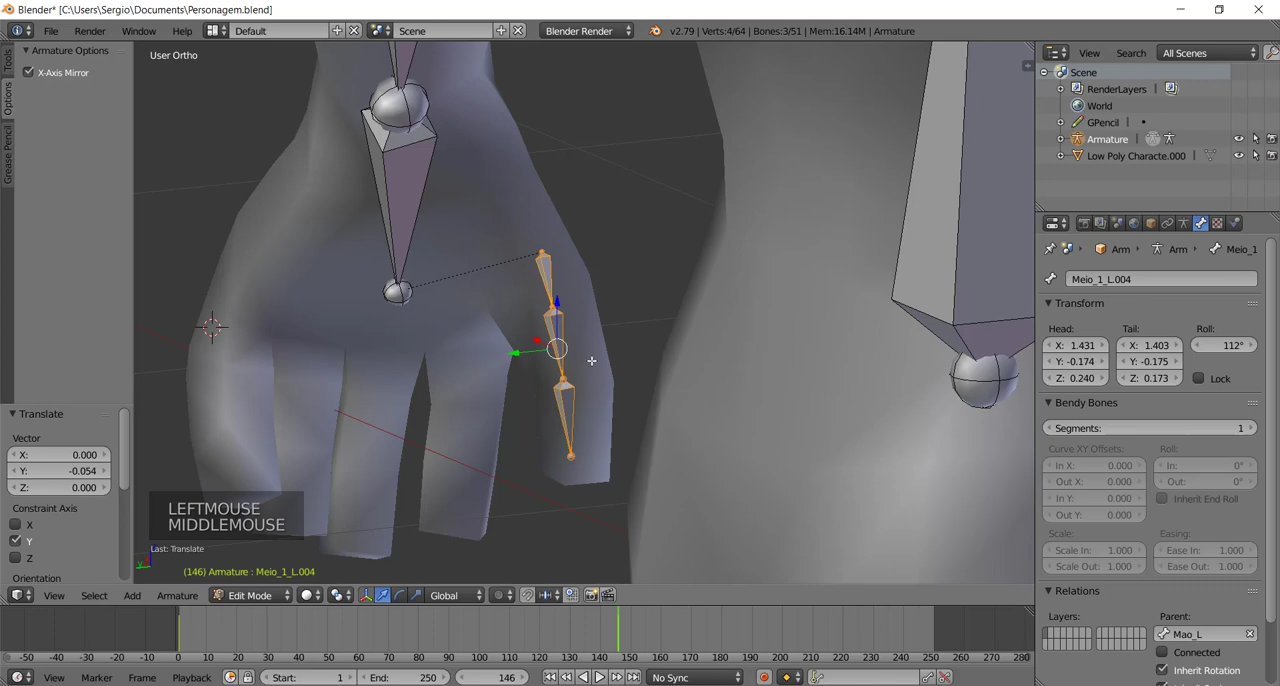 Blender* [C:\Users\Sergio\Documents\Personagem.blend]
File Render Window Help Default Scene Blender Render v2.79 | Verts:4/64 | Bones:3/51 | Mem:16.14M | Armature
Tools
Options
Grease Pencil
Armature Options
X-Axis Mirror
User Ortho
View Search All Scenes
Scene
RenderLayers
World
GPencil
Armature
Low Poly Characte.000
Arm Arm Meio_1
Meio_1_L.004
Transform
Head: Tail: Roll:
X: 1.431 X: 1.403 112°
Y: -0.174 Y: -0.175
Z: 0.240 Z: 0.173 Lock
Bendy Bones
Segments: 1
Curve XY Offsets: Roll:
In X: 0.000 In: 0°
Out X: 0.000 Out: 0°
In Y: 0.000 Inherit End Roll
Out Y: 0.000
Scale: Easing:
Scale In: 1.000 Ease In: 1.000
Scale Out: 1.000 Ease Out: 1.000
Relations
Layers: Parent:
Mao_L
Connected
Inherit Rotation
Translate
Vector
X: 0.000
Y: -0.054
Z: 0.000
Constraint Axis
X
Y
Z
Orientation
LEFTMOUSE
MIDDLEMOUSE
Last: Translate
(146) Armature : Meio_1_L.004
View Select Add Armature Edit Mode Global
-50 -40 -30 -20 -10 0 10 20 30 40 50 60 70 80 90 100 110 120 130 140 150 160 170 180 190 200 210 220 230 240 250 260 270 280
View Marker Frame Playback Start: 1 End: 250 146 No Sync